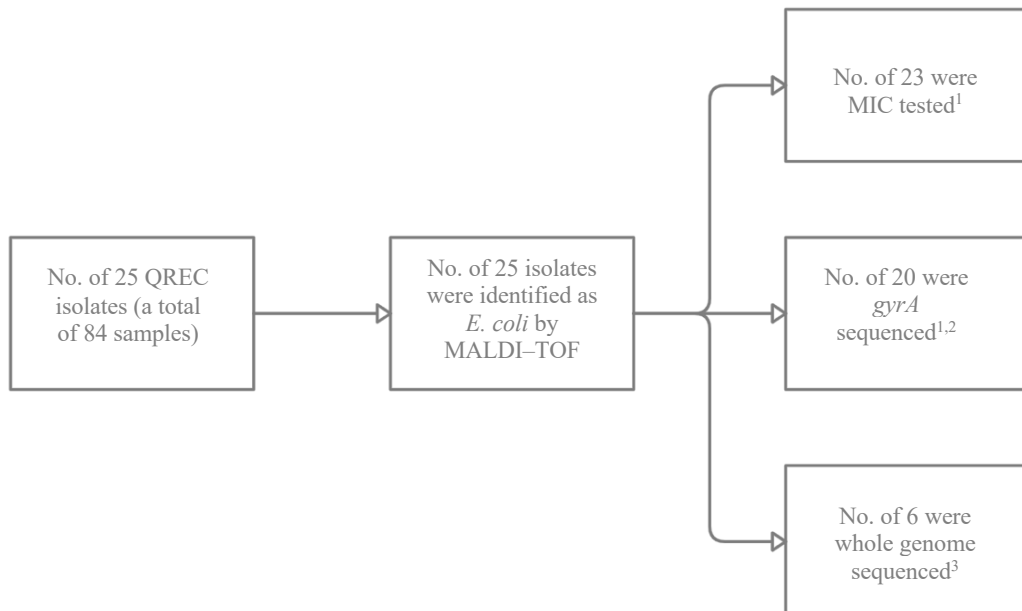 No. of 23 were
MIC tested¹
No. of 25 QREC
isolates (a total
of 84 samples)
No. of 25 isolates
were identified as
E. coli by
MALDI–TOF
No. of 20 were
gyrA
sequenced¹,²
No. of 6 were
whole genome
sequenced³